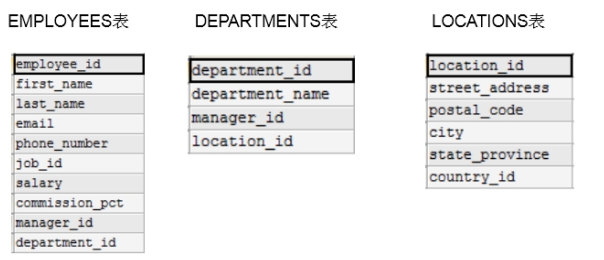 EMPLOYEES表
employee_id
first_name
last_name
email
phone_number
job_id
salary
commission_pct
manager_id
department_id
DEPARTMENTS表
department_id
department_name
manager_id
location_id
LOCATIONS表
location_id
street_address
postal_code
city
state_province
country_id